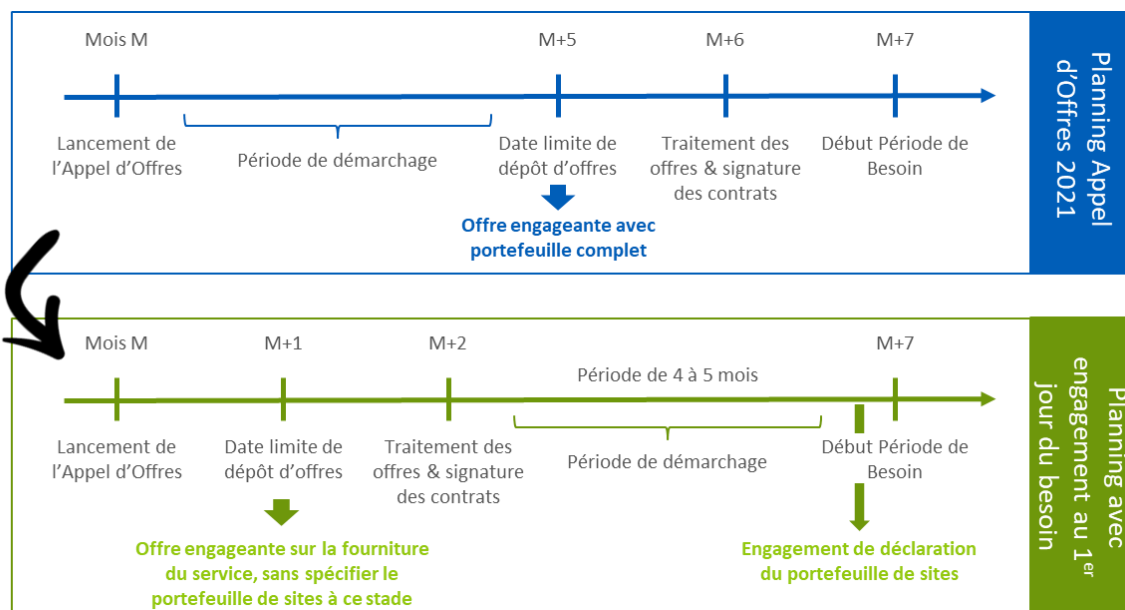 Mois M
M+5
M+6
M+7
Lancement de
l'Appel d'Offres
Période de démarchage
Date limite de
dépôt d'offres
Traitement des
offres & signature
des contrats
Début Période de
Besoin
Offre engageante avec
portefeuille complet
Planning Appel
d'Offres 2021
Mois M
M+1
M+2
Période de 4 à 5 mois
M+7
Lancement de
l'Appel d'Offres
Date limite de
dépôt d'offres
Traitement des
offres & signature
des contrats
Période de démarchage
Début Période de
Besoin
Offre engageante sur la fourniture
du service, sans spécifier le
portefeuille de sites à ce stade
Engagement de déclaration
du portefeuille de sites
Planning avec
engagement au 1er
jour du besoin